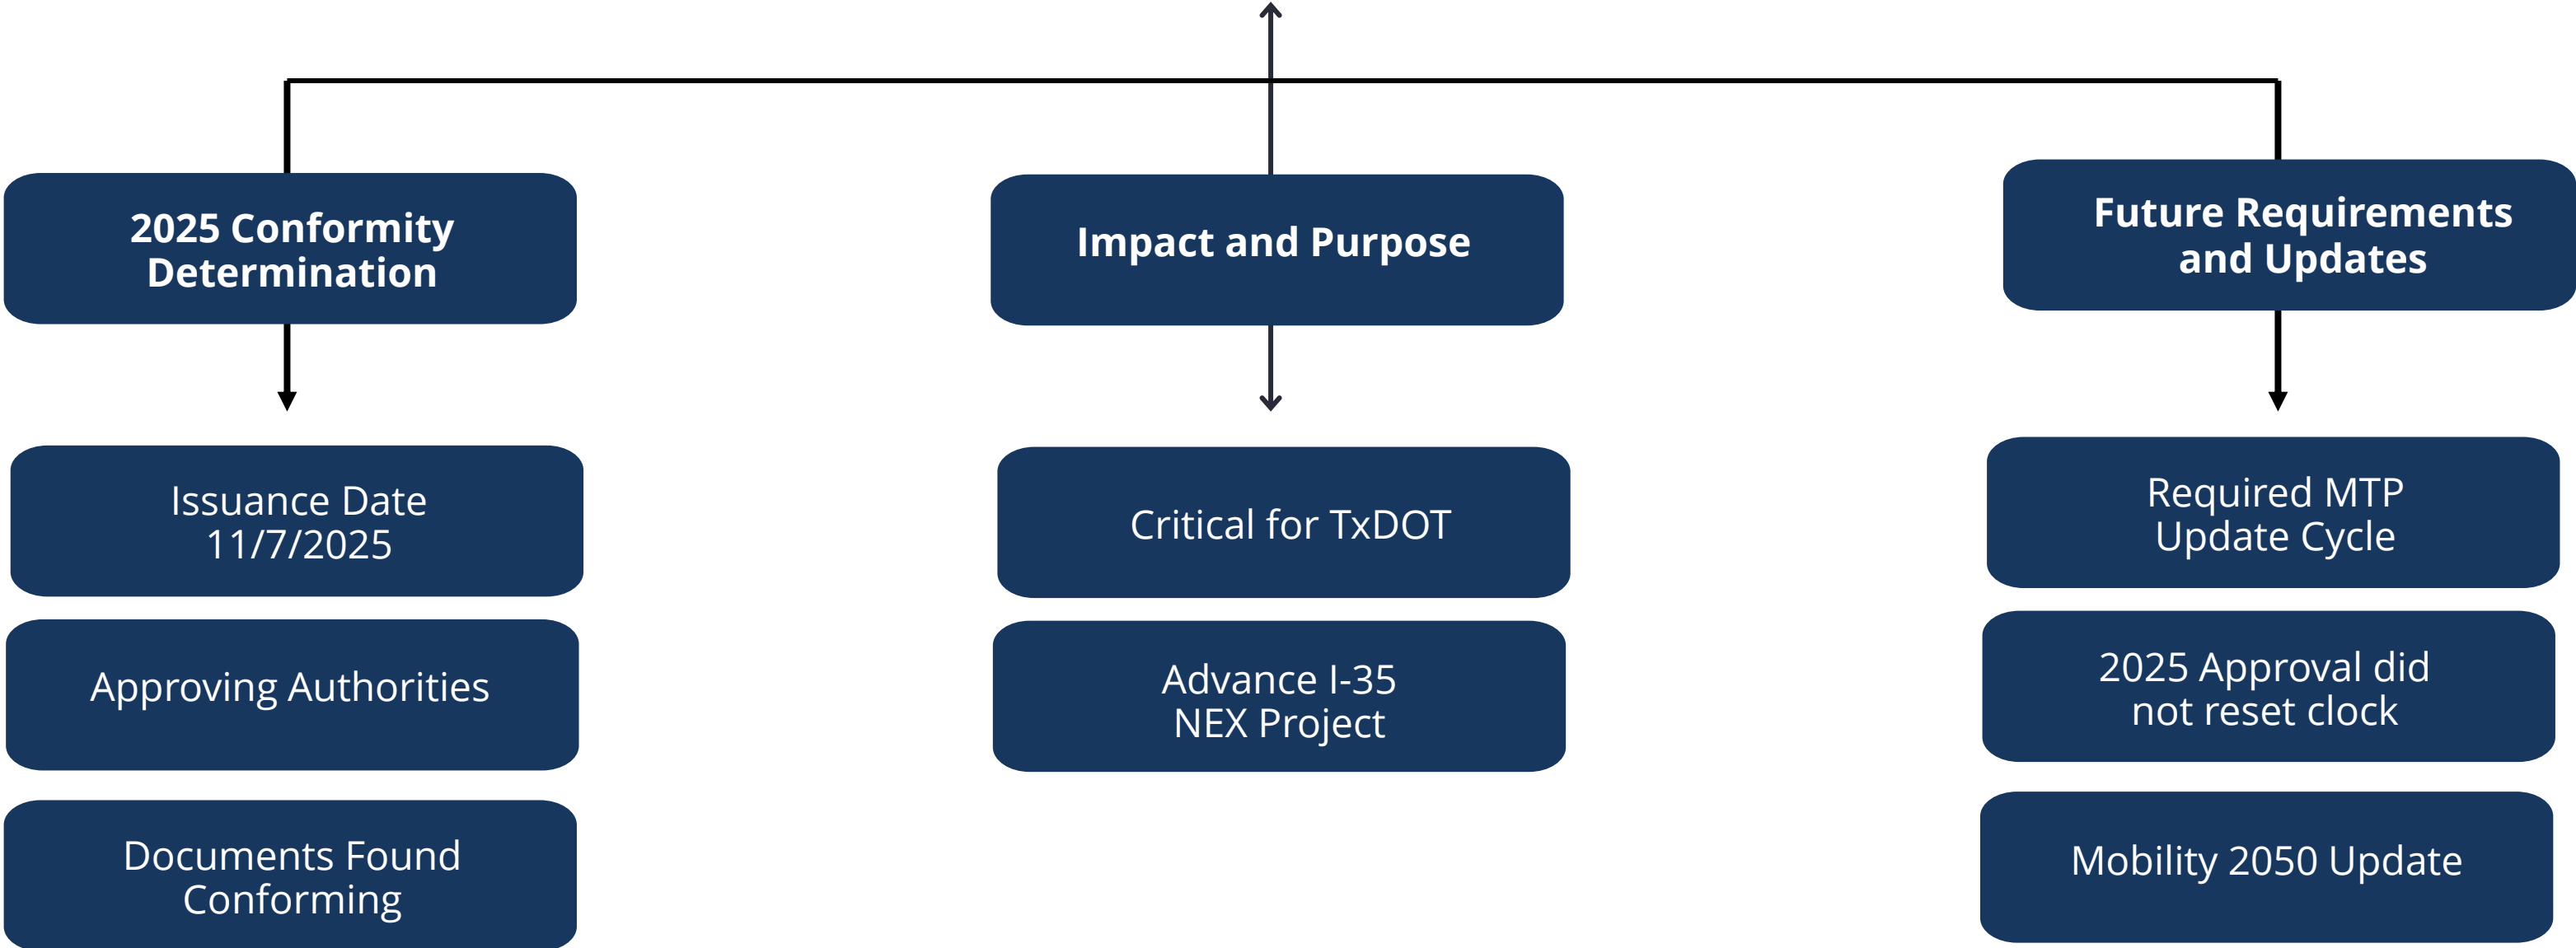 2025 Conformity
Determination
Issuance Date
11/7/2025
Approving Authorities
Documents Found
Conforming
Impact and Purpose
Critical for TxDOT
Advance I-35
NEX Project
Future Requirements
and Updates
Required MTP
Update Cycle
2025 Approval did
not reset clock
Mobility 2050 Update